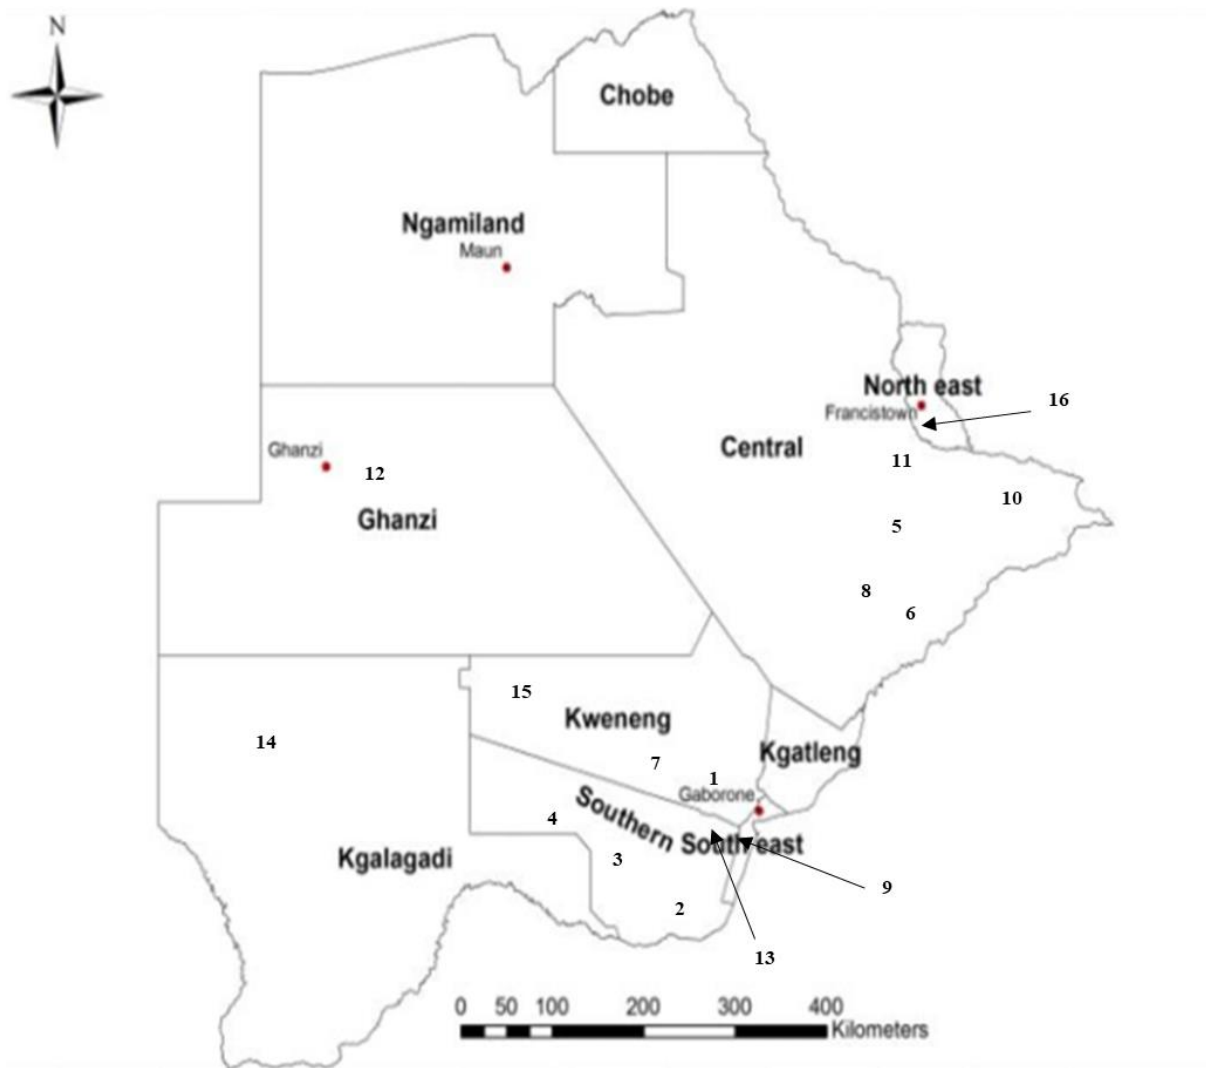 N
Chobe
Ngamiland
Maun
North east
Francistown
16
Central
11
Ghanzi
12
10
Ghanzi
5
8
6
15
Kweneng
14
Kgatleng
7
1
Gaborone
Southern
4
South east
Kgalagadi
3
9
2
13
0 50 100 200 300 400
Kilometers